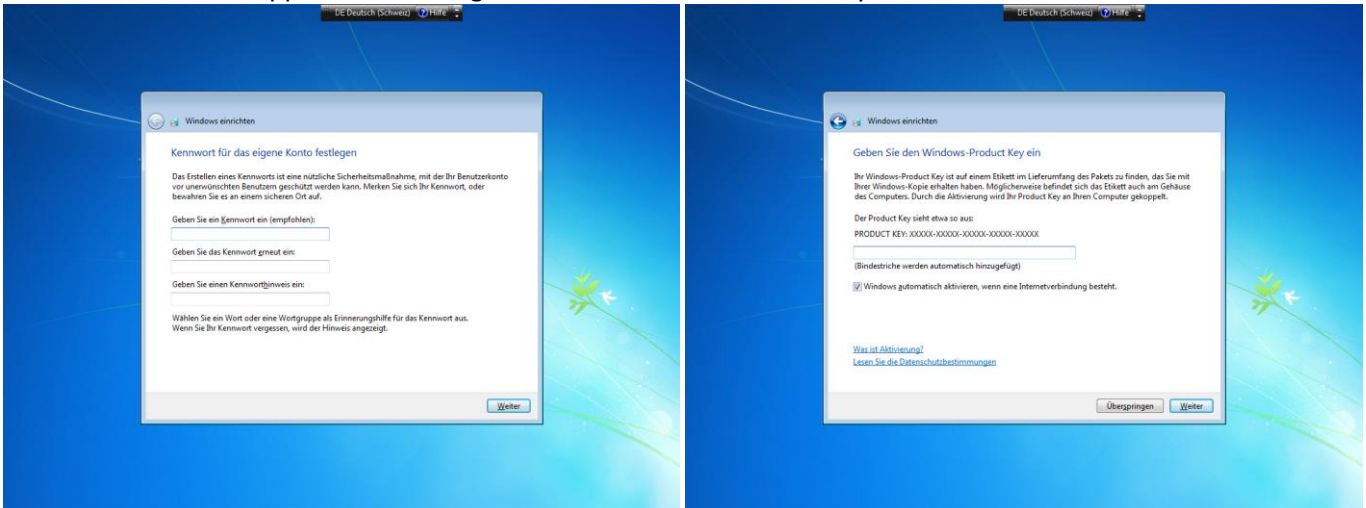 DE Deutsch (Schweiz) Hilfe
Windows einrichten
Kennwort für das eigene Konto festlegen
Das Erstellen eines Kennworts ist eine nützliche Sicherheitsmaßnahme, mit der Ihr Benutzerkonto
vor unerwünschten Benutzern geschützt werden kann. Merken Sie sich Ihr Kennwort, oder
bewahren Sie es an einem sicheren Ort auf.
Geben Sie ein Kennwort ein (empfohlen):
Geben Sie das Kennwort erneut ein:
Geben Sie einen Kennworthinweis ein:
Wählen Sie ein Wort oder eine Wortgruppe als Erinnerungshilfe für das Kennwort aus.
Wenn Sie Ihr Kennwort vergessen, wird der Hinweis angezeigt.
Weiter
DE Deutsch (Schweiz) Hilfe
Windows einrichten
Geben Sie den Windows-Product Key ein
Ihr Windows-Product Key ist auf einem Etikett im Lieferumfang des Pakets zu finden, das Sie mit
Ihrer Windows-Kopie erhalten haben. Möglicherweise befindet sich das Etikett auch am Gehäuse
des Computers. Durch die Aktivierung wird Ihr Product Key an Ihren Computer gekoppelt.
Der Product Key sieht etwa so aus:
PRODUCT KEY: XXXXX-XXXXX-XXXXX-XXXXX-XXXXX
(Bindestriche werden automatisch hinzugefügt)
Windows automatisch aktivieren, wenn eine Internetverbindung besteht.
Was ist Aktivierung?
Lesen Sie die Datenschutzbestimmungen
Überspringen Weiter